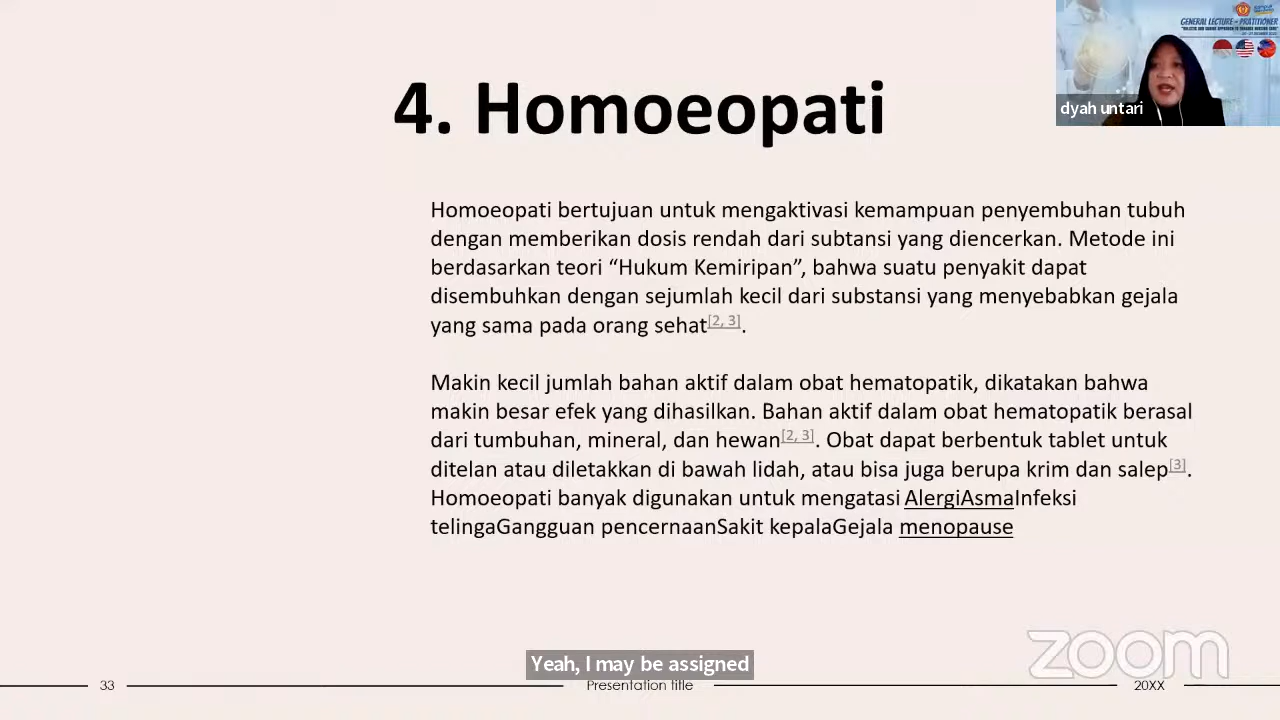 GENERAL LECTURE - PRATITIONER
dyah untari
4. Homoeopati
Homoeopati bertujuan untuk mengaktivasi kemampuan penyembuhan tubuh
dengan memberikan dosis rendah dari subtansi yang diencerkan. Metode ini
berdasarkan teori “Hukum Kemiripan”, bahwa suatu penyakit dapat
disembuhkan dengan sejumlah kecil dari substansi yang menyebabkan gejala
yang sama pada orang sehat[2, 3].
Makin kecil jumlah bahan aktif dalam obat hematopatik, dikatakan bahwa
makin besar efek yang dihasilkan. Bahan aktif dalam obat hematopatik berasal
dari tumbuhan, mineral, dan hewan[2, 3]. Obat dapat berbentuk tablet untuk
ditelan atau diletakkan di bawah lidah, atau bisa juga berupa krim dan salep[3].
Homoeopati banyak digunakan untuk mengatasi AlergiAsmaInfeksi
telingaGangguan pencernaanSakit kepalaGejala menopause
zoom
Yeah, I may be assigned
33
Presentation title
20XX